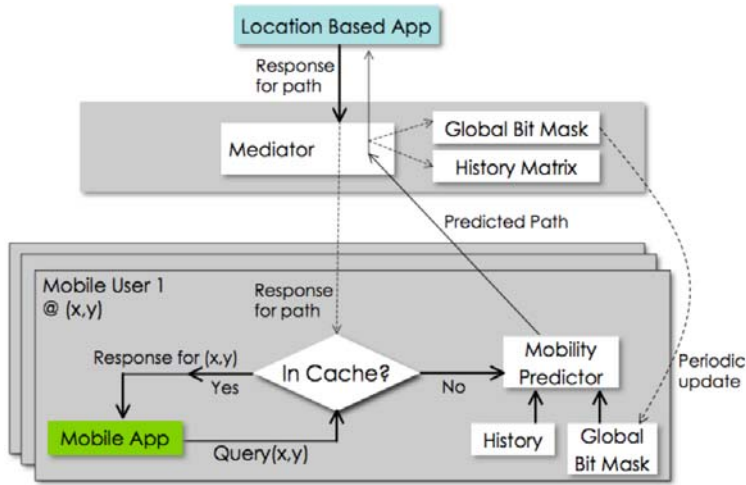 Location Based App
Response
for path
Mediator
Global Bit Mask
History Matrix
Predicted Path
Mobile User 1
@ (x,y)
Response
for path
Response for (x,y)
Yes
In Cache?
No
Mobility
Predictor
Periodic
update
Mobile App
Query(x,y)
History
Global
Bit Mask